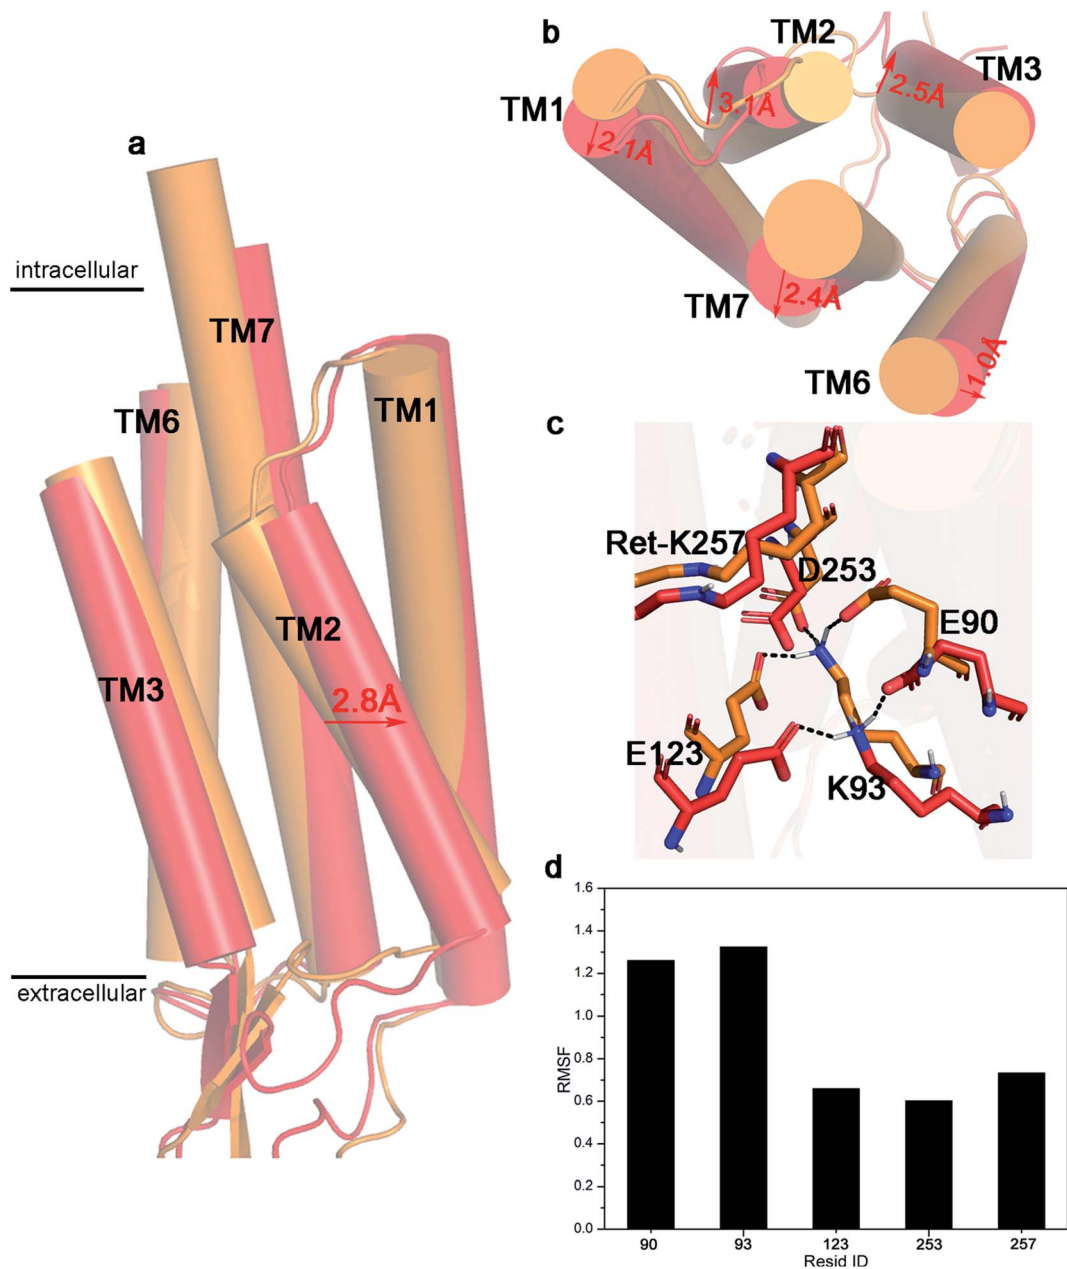 a
intracellular
TM7
TM6
TM1
TM2
TM3
2.8Å
extracellular
b
TM2
TM3
TM1
3.1Å
2.5Å
2.1Å
TM7
2.4Å
TM6
1.0Å
c
Ret-K257
D253
E90
E123
K93
d
1.6
1.4
1.2
1.0
0.8
0.6
0.4
0.2
0.0
RMSF
90 93 123 253 257
Resid ID